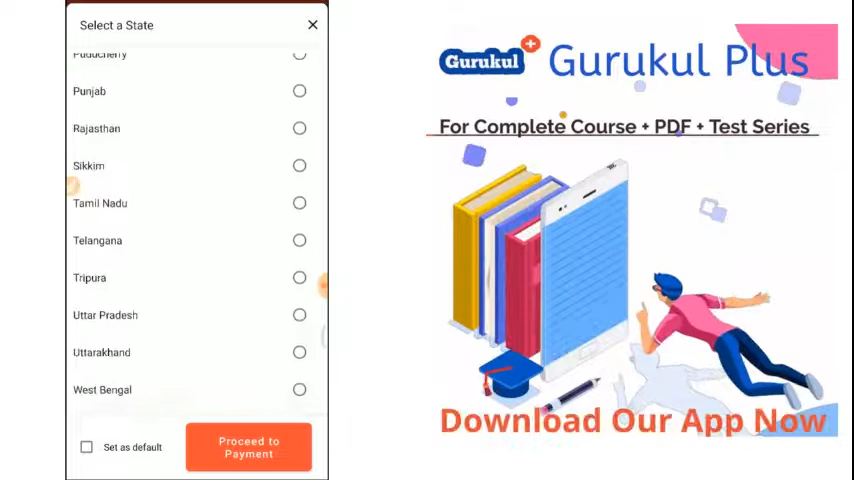 Select a State
Puducherry
Punjab
Rajasthan
Sikkim
Tamil Nadu
Telangana
Tripura
Uttar Pradesh
Uttarakhand
West Bengal
Set as default
Proceed to
Payment
Gurukul
Gurukul Plus
For Complete Course + PDF + Test Series
Download Our App Now